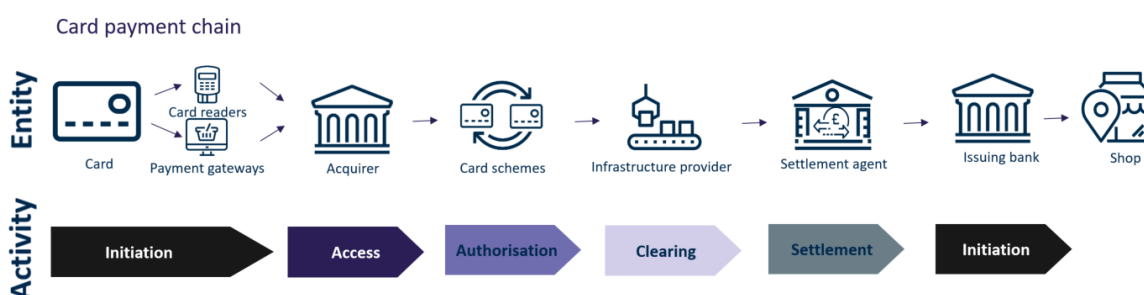 Card payment chain
Entity
Card
Card readers
Payment gateways
Acquirer
Card schemes
Infrastructure provider
£
Settlement agent
Issuing bank
Shop
Activity
Initiation
Access
Authorisation
Clearing
Settlement
Initiation